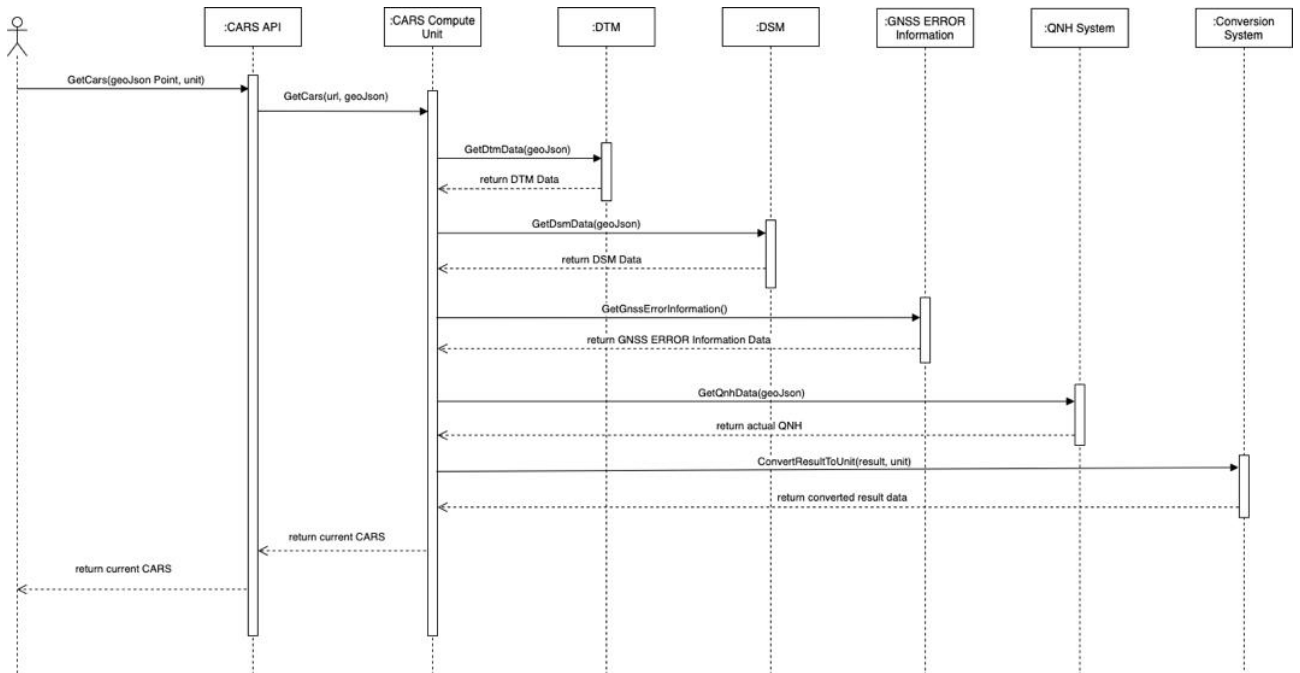 :CARS API
:CARS Compute
Unit
:DTM
:DSM
:GNSS ERROR
Information
:QNH System
:Conversion
System
GetCars(geoJson Point, unit)
GetCars(url, geoJson)
GetDtmData(geoJson)
return DTM Data
GetDsmData(geoJson)
return DSM Data
GetGnssErrorInformation()
return GNSS ERROR Information Data
GetQnhData(geoJson)
return actual QNH
ConvertResultToUnit(result, unit)
return converted result data
return current CARS
return current CARS